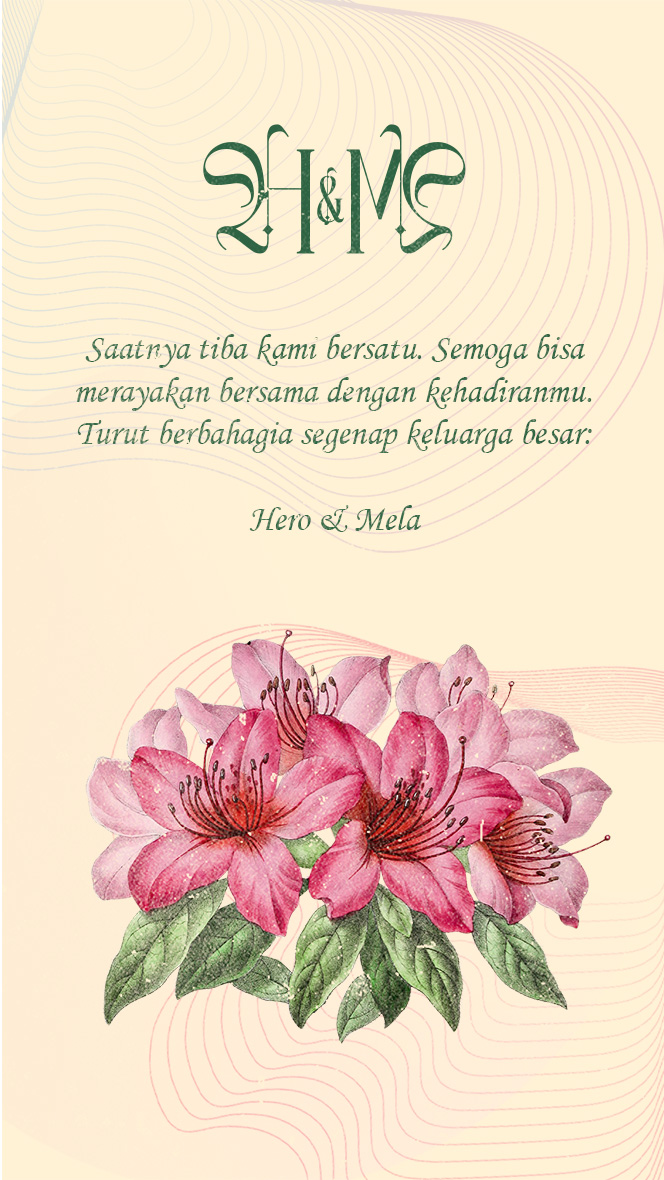 H&M
Saatnya tiba kami bersatu. Semoga bisa
merayakan bersama dengan kehadiranmu.
Turut berbahagia segenap keluarga besar:
Hero & Mela